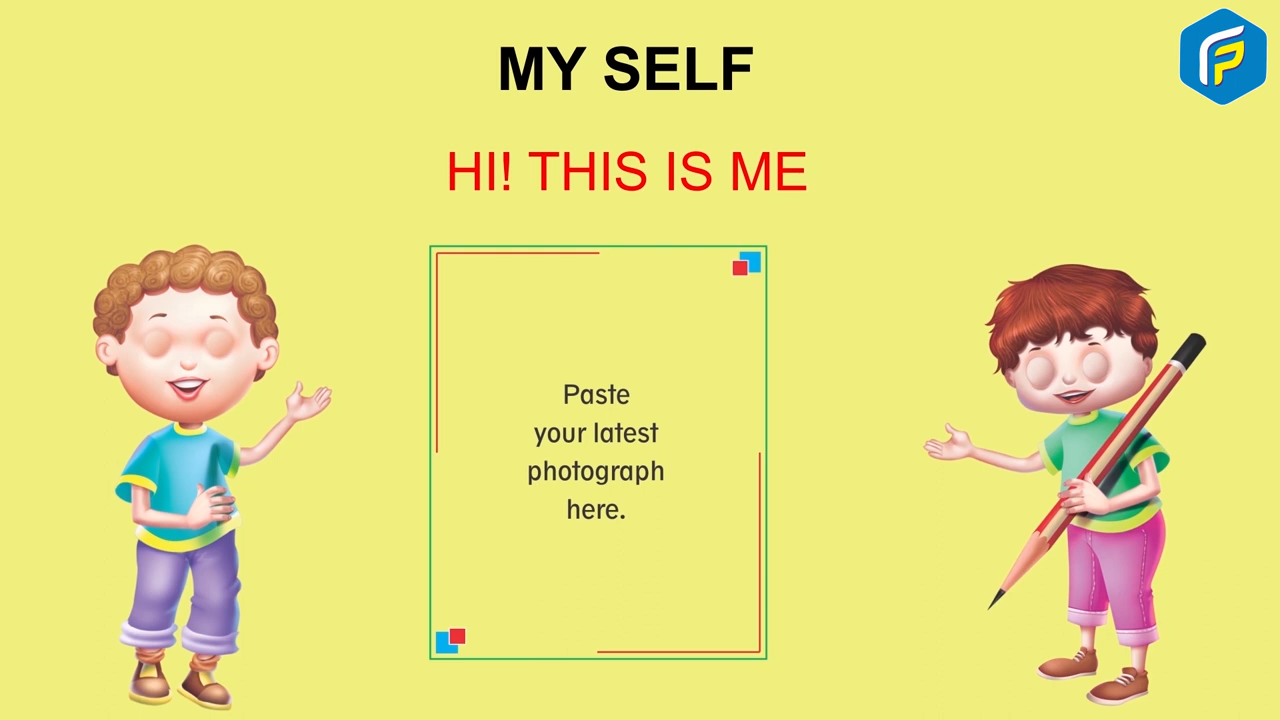 MY SELF
HI! THIS IS ME
Paste
your latest
photograph
here.